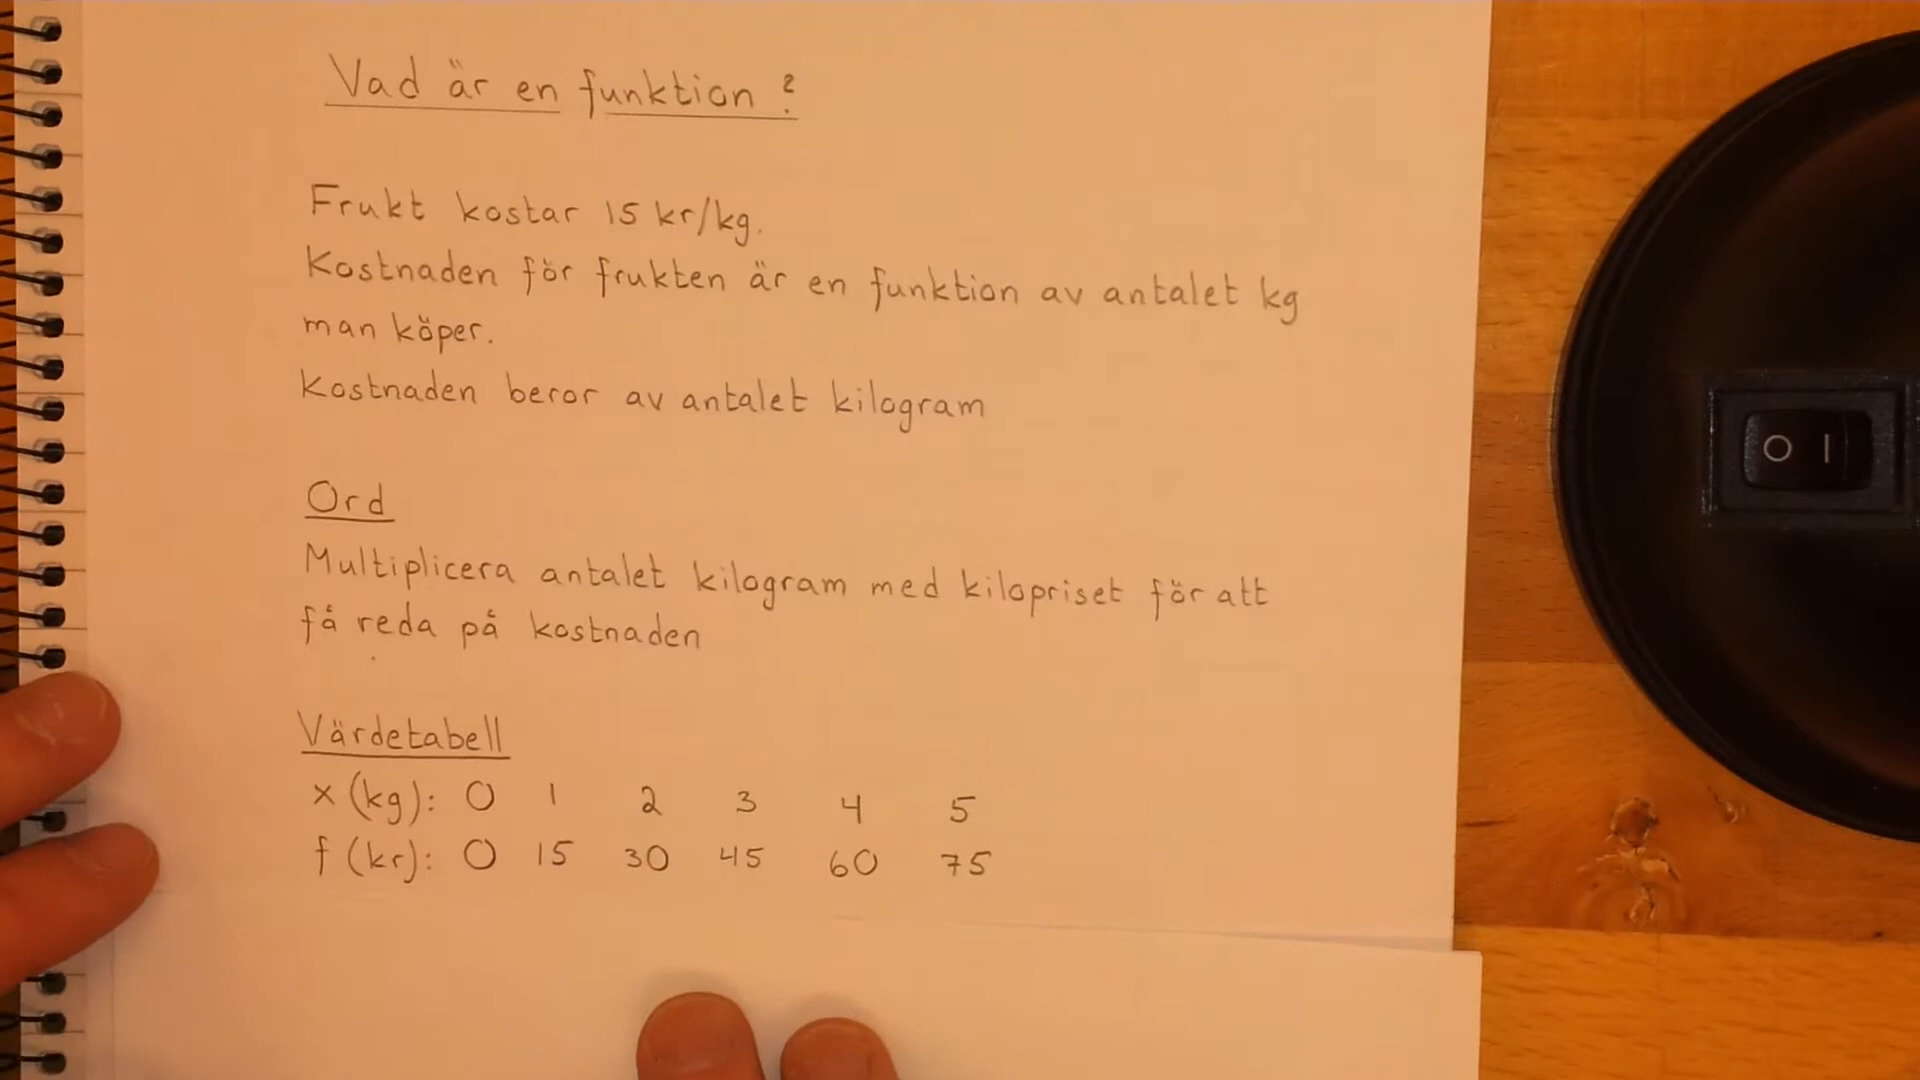 Vad är en funktion?
Frukt kostar 15 kr/kg.
Kostnaden för frukten är en funktion av antalet kg
man köper.
Kostnaden beror av antalet kilogram
Ord
Multiplicera antalet kilogram med kilopriset för att
få reda på kostnaden
Värdetabell
x (kg): 0 1 2 3 4 5
f (kr): 0 15 30 45 60 75
O I